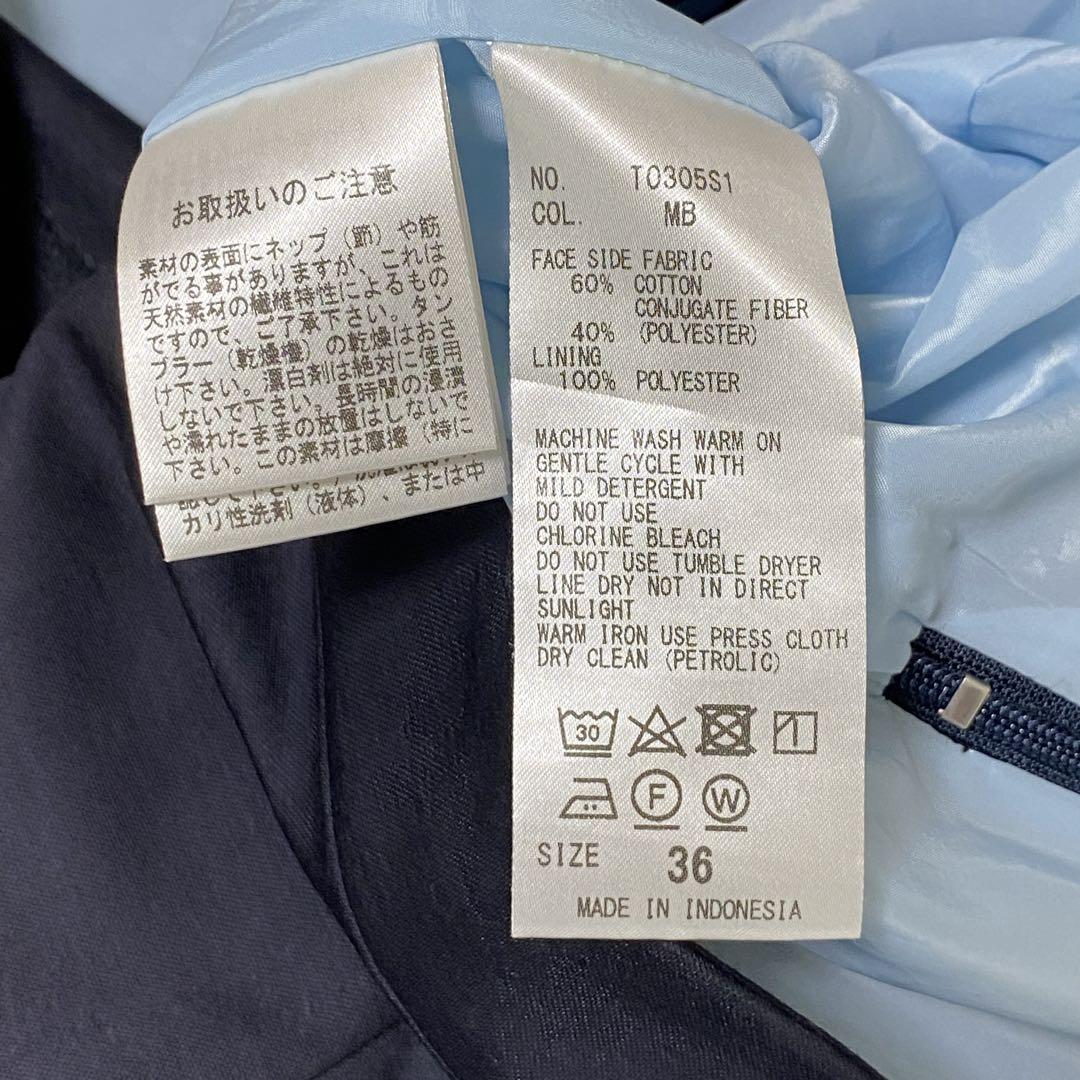 お取扱いのご注意
素材の表面にネップ（節）や筋
がでる事がありますが、これは
天然素材の繊維特性によるもの
ですので、ご了承下さい。タン
ブラー（乾燥機）の乾燥はおさ
け下さい。漂白剤は絶対に使用
しないで下さい。長時間の浸漬
や濡れたままの放置はしないで
下さい。この素材は摩擦（特に
カリ性洗剤（液体）、または中
NO. T0305S1
COL. MB
FACE SIDE FABRIC
60% COTTON
CONJUGATE FIBER
40% (POLYESTER)
LINING
100% POLYESTER
MACHINE WASH WARM ON
GENTLE CYCLE WITH
MILD DETERGENT
DO NOT USE
CHLORINE BLEACH
DO NOT USE TUMBLE DRYER
LINE DRY NOT IN DIRECT
SUNLIGHT
WARM IRON USE PRESS CLOTH
DRY CLEAN (PETROLIC)
30
F W
SIZE 36
MADE IN INDONESIA